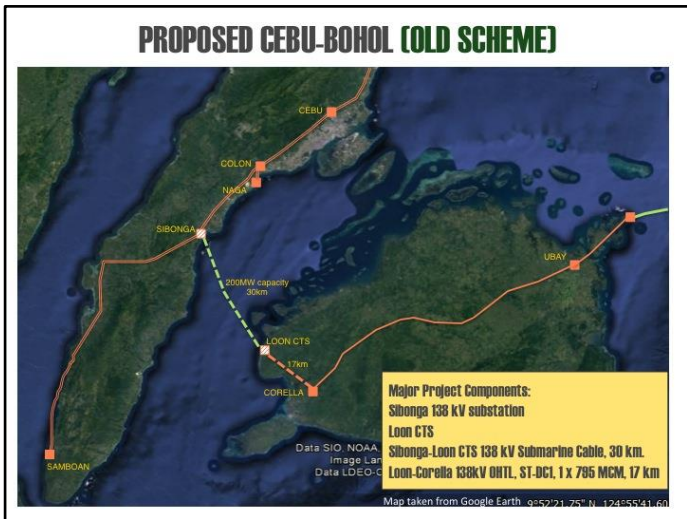 PROPOSED CEBU-BOHOL (OLD SCHEME)
CEBU
COLON
NAGA
SIBONGA
UBAY
200MW capacity
30km
LOON CTS
17km
CORELLA
SAMBOAN
Major Project Components:
Sibonga 138 kV substation
Loon CTS
Sibonga-Loon CTS 138 kV Submarine Cable, 30 km.
Loon-Corella 138kV OHTL, ST-DC1, 1 x 795 MCM, 17 km
Data SIO, NOAA
Image Lan
Data LDEO-C
Map taken from Google Earth 9°52'21.75" N, 124°55'41.60